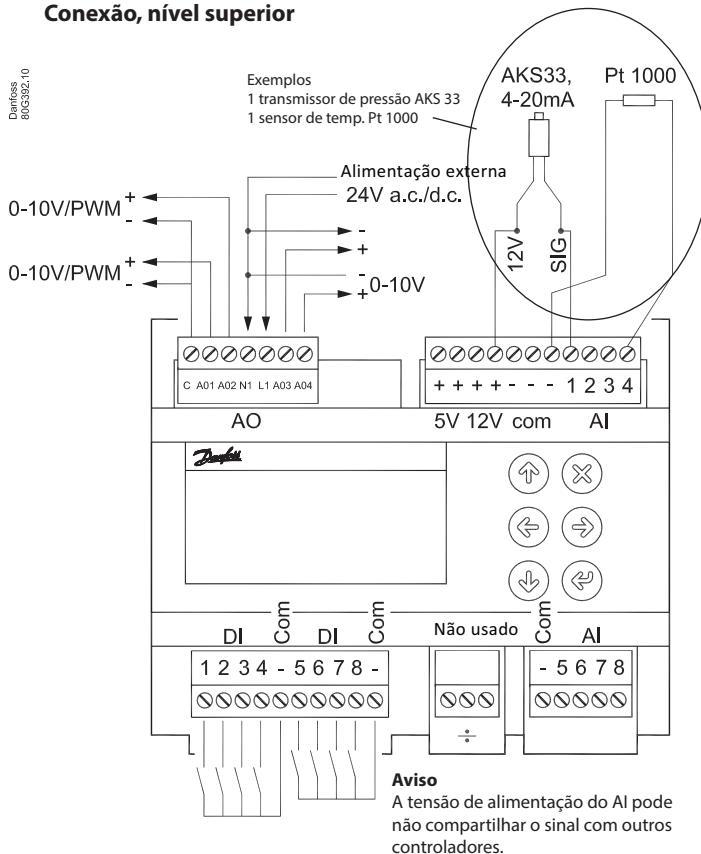 Conexão, nível superior
Danfoss
80G392.10
Exemplos
1 transmissor de pressão AKS 33
1 sensor de temp. Pt 1000
AKS33,
4-20mA
Pt 1000
Alimentação externa
24V a.c./d.c.
0-10V/PWM + -
0-10V/PWM + -
-
+
-
+ 0-10V
12V
SIG
C A01 A02 N1 L1 A03 A04
+ + + + - - - 1 2 3 4
AO
5V 12V com AI
Danfoss
DI Com DI Com
Não usado
Com AI
1 2 3 4 - 5 6 7 8 -
- 5 6 7 8
÷
Aviso
A tensão de alimentação do AI pode
não compartilhar o sinal com outros
controladores.